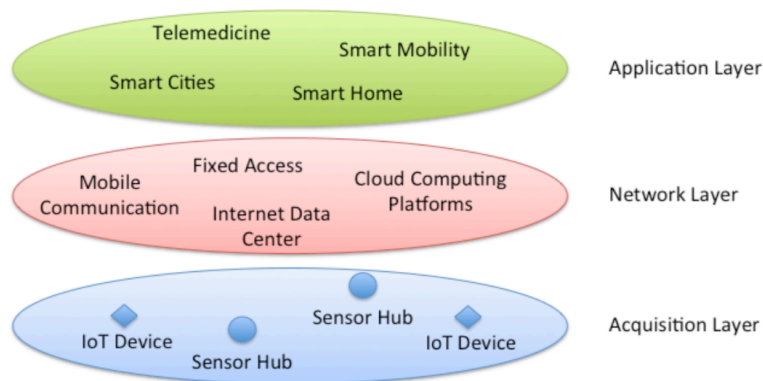 Telemedicine
Smart Mobility
Application Layer
Smart Cities
Smart Home
Fixed Access
Mobile
Communication
Cloud Computing
Platforms
Network Layer
Internet Data
Center
Sensor Hub
Acquisition Layer
IoT Device
IoT Device
Sensor Hub